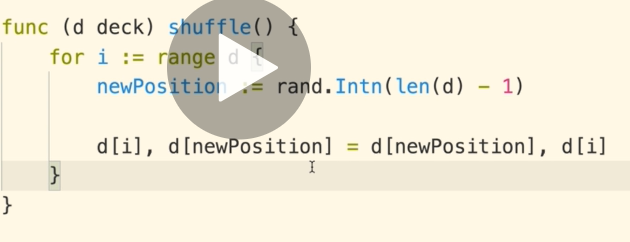 func (d deck) shuffle() {
    for i := range d {
        newPosition := rand.Intn(len(d) - 1)

        d[i], d[newPosition] = d[newPosition], d[i]
    }
}